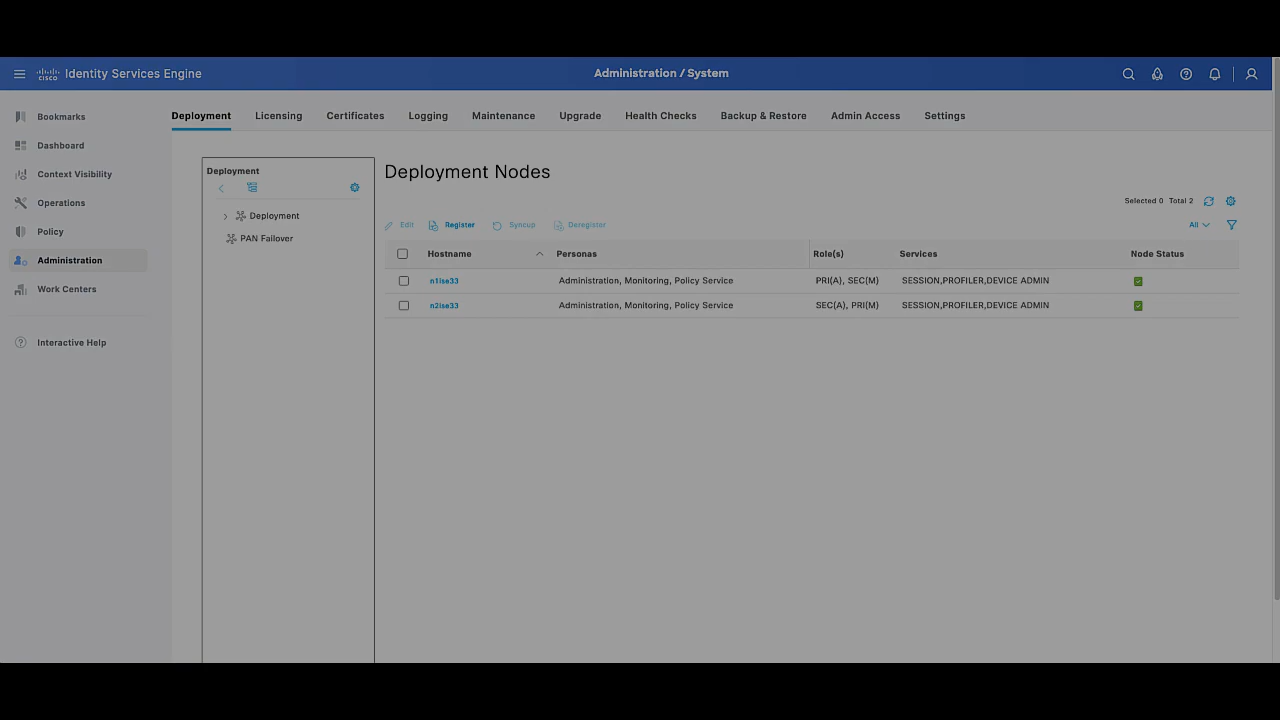 CISCO Identity Services Engine
Administration / System
Bookmarks
Dashboard
Context Visibility
Operations
Policy
Administration
Work Centers
Interactive Help
Deployment Licensing Certificates Logging Maintenance Upgrade Health Checks Backup & Restore Admin Access Settings
Deployment
Deployment
PAN Failover
Deployment Nodes
Selected 0 Total 2
Edit Register Syncup Deregister
All
Hostname Personas Role(s) Services Node Status
n1ise33 Administration, Monitoring, Policy Service PRI(A), SEC(M) SESSION,PROFILER,DEVICE ADMIN
n2ise33 Administration, Monitoring, Policy Service SEC(A), PRI(M) SESSION,PROFILER,DEVICE ADMIN